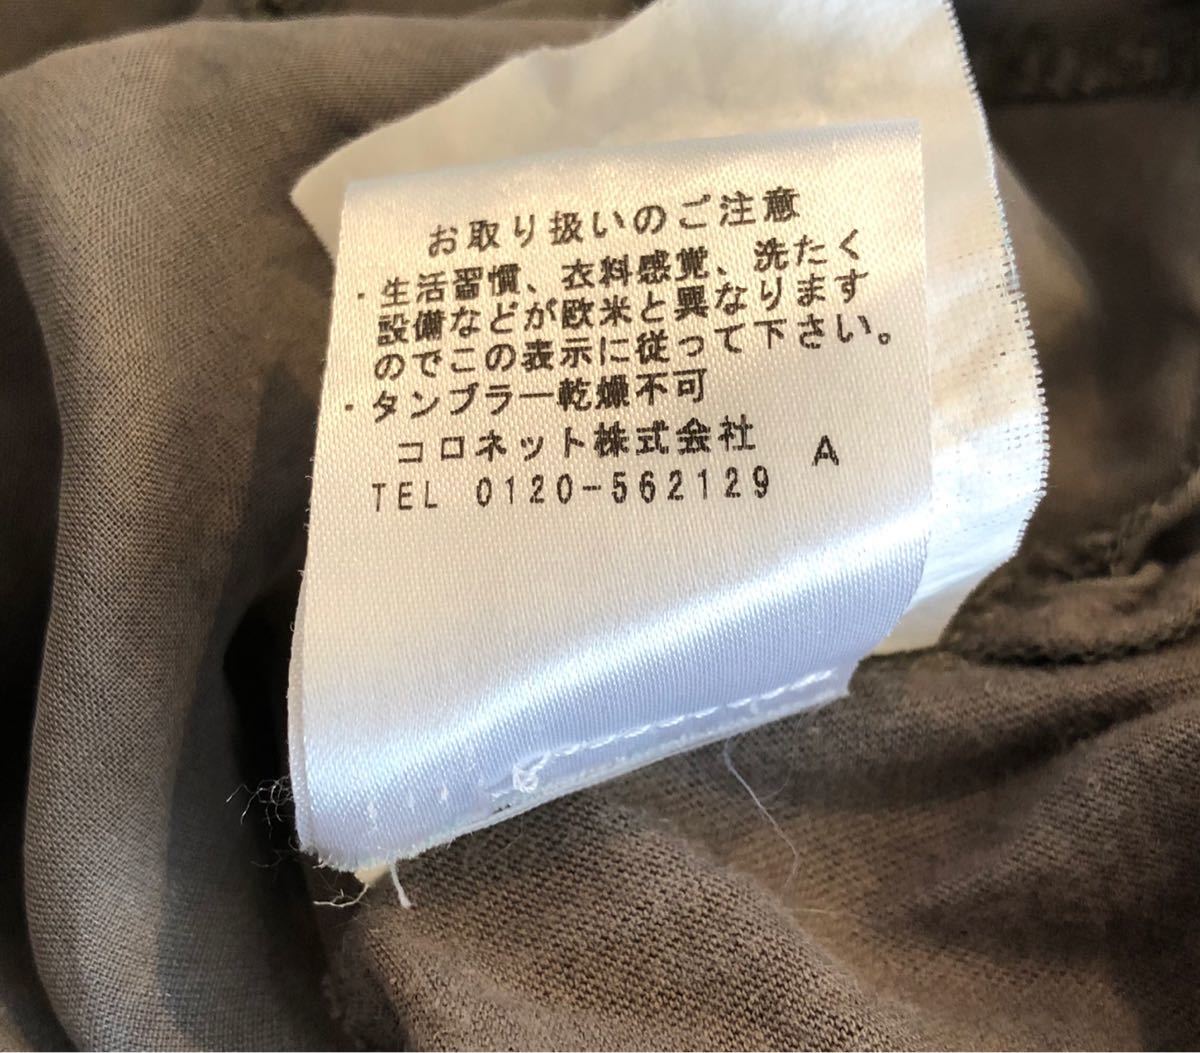 お取り扱いのご注意
・生活習慣、衣料感覚、洗たく
設備などが欧米と異なります
のでこの表示に従って下さい。
・タンブラー乾燥不可
コロネット株式会社 A
TEL 0120-562129